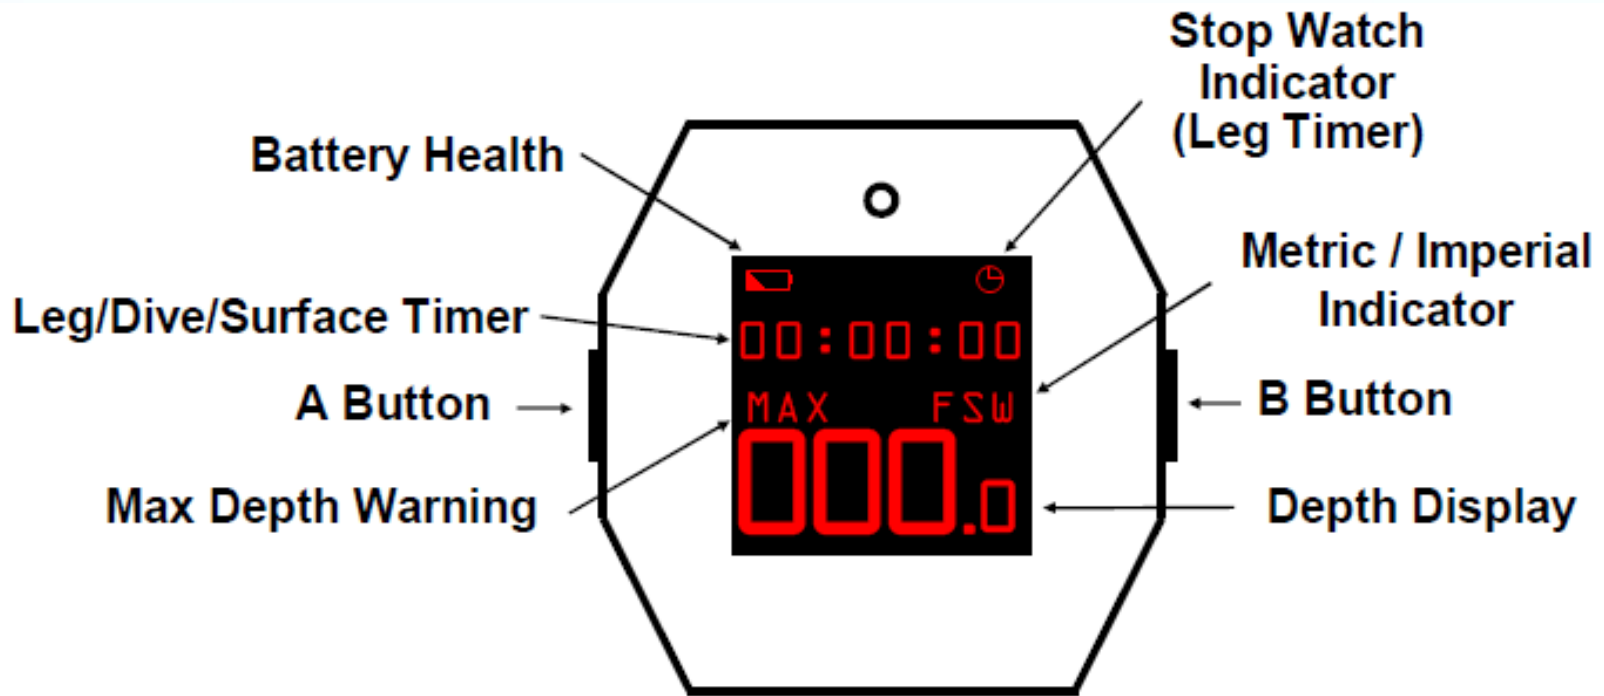 Stop Watch
Indicator
(Leg Timer)
Battery Health
Metric / Imperial
Indicator
Leg/Dive/Surface Timer
00:00:00
A Button
MAX FSW
B Button
000.0
Max Depth Warning
Depth Display